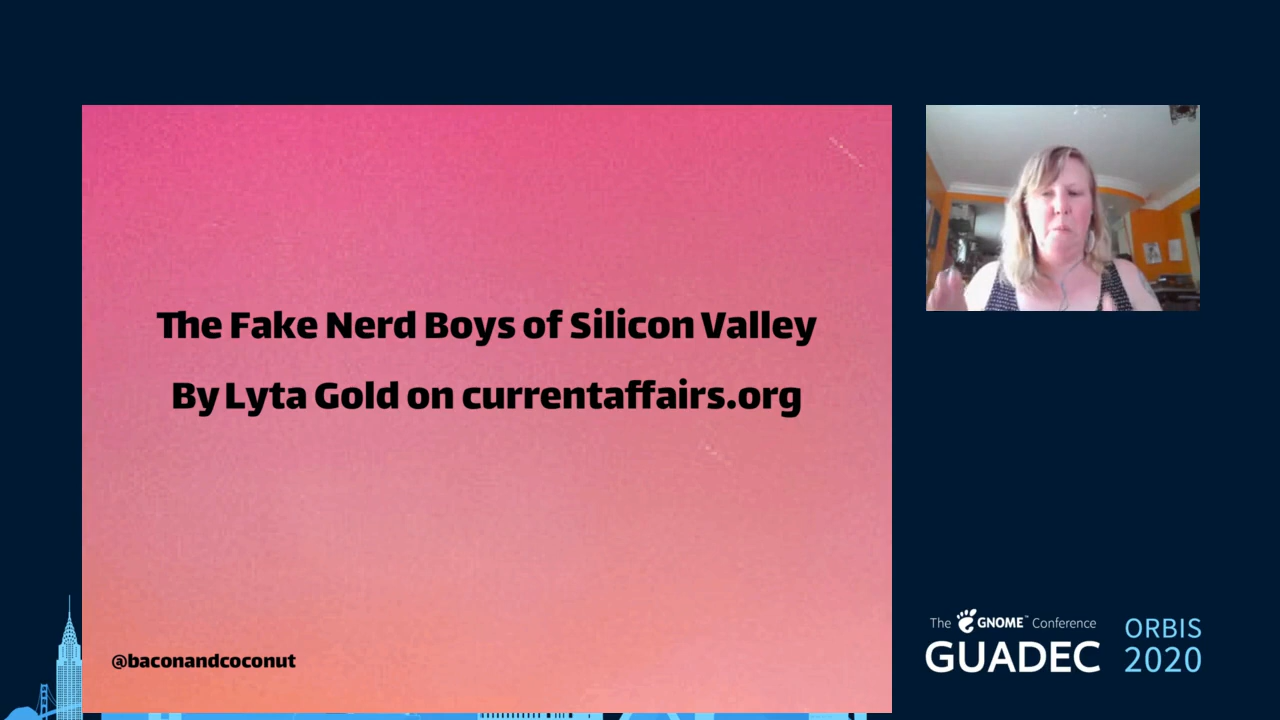 The Fake Nerd Boys of Silicon Valley
By Lyta Gold on currentaffairs.org
@baconandcoconut
The GNOME™ Conference
GUADEC
ORBIS
2020